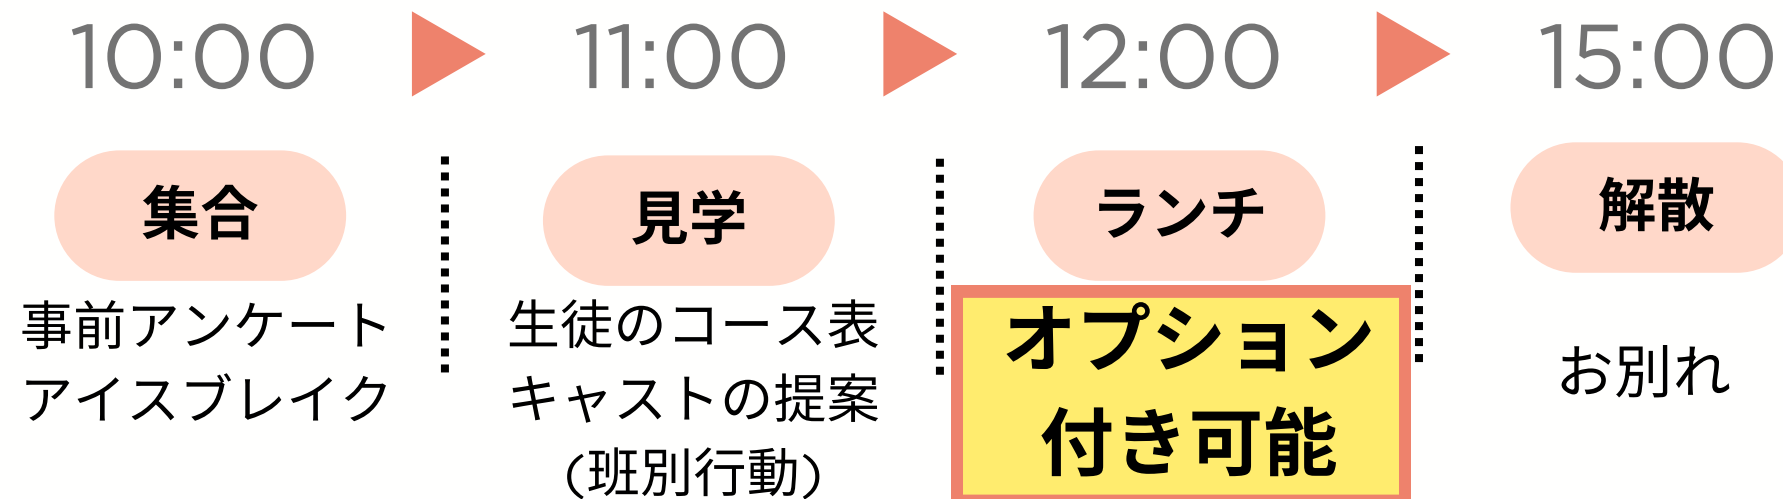 10:00
11:00
12:00
15:00
集合
見学
ランチ
解散
事前アンケート
アイスブレイク
生徒のコース表
キャストの提案
(班別行動)
オプション
付き可能
お別れ